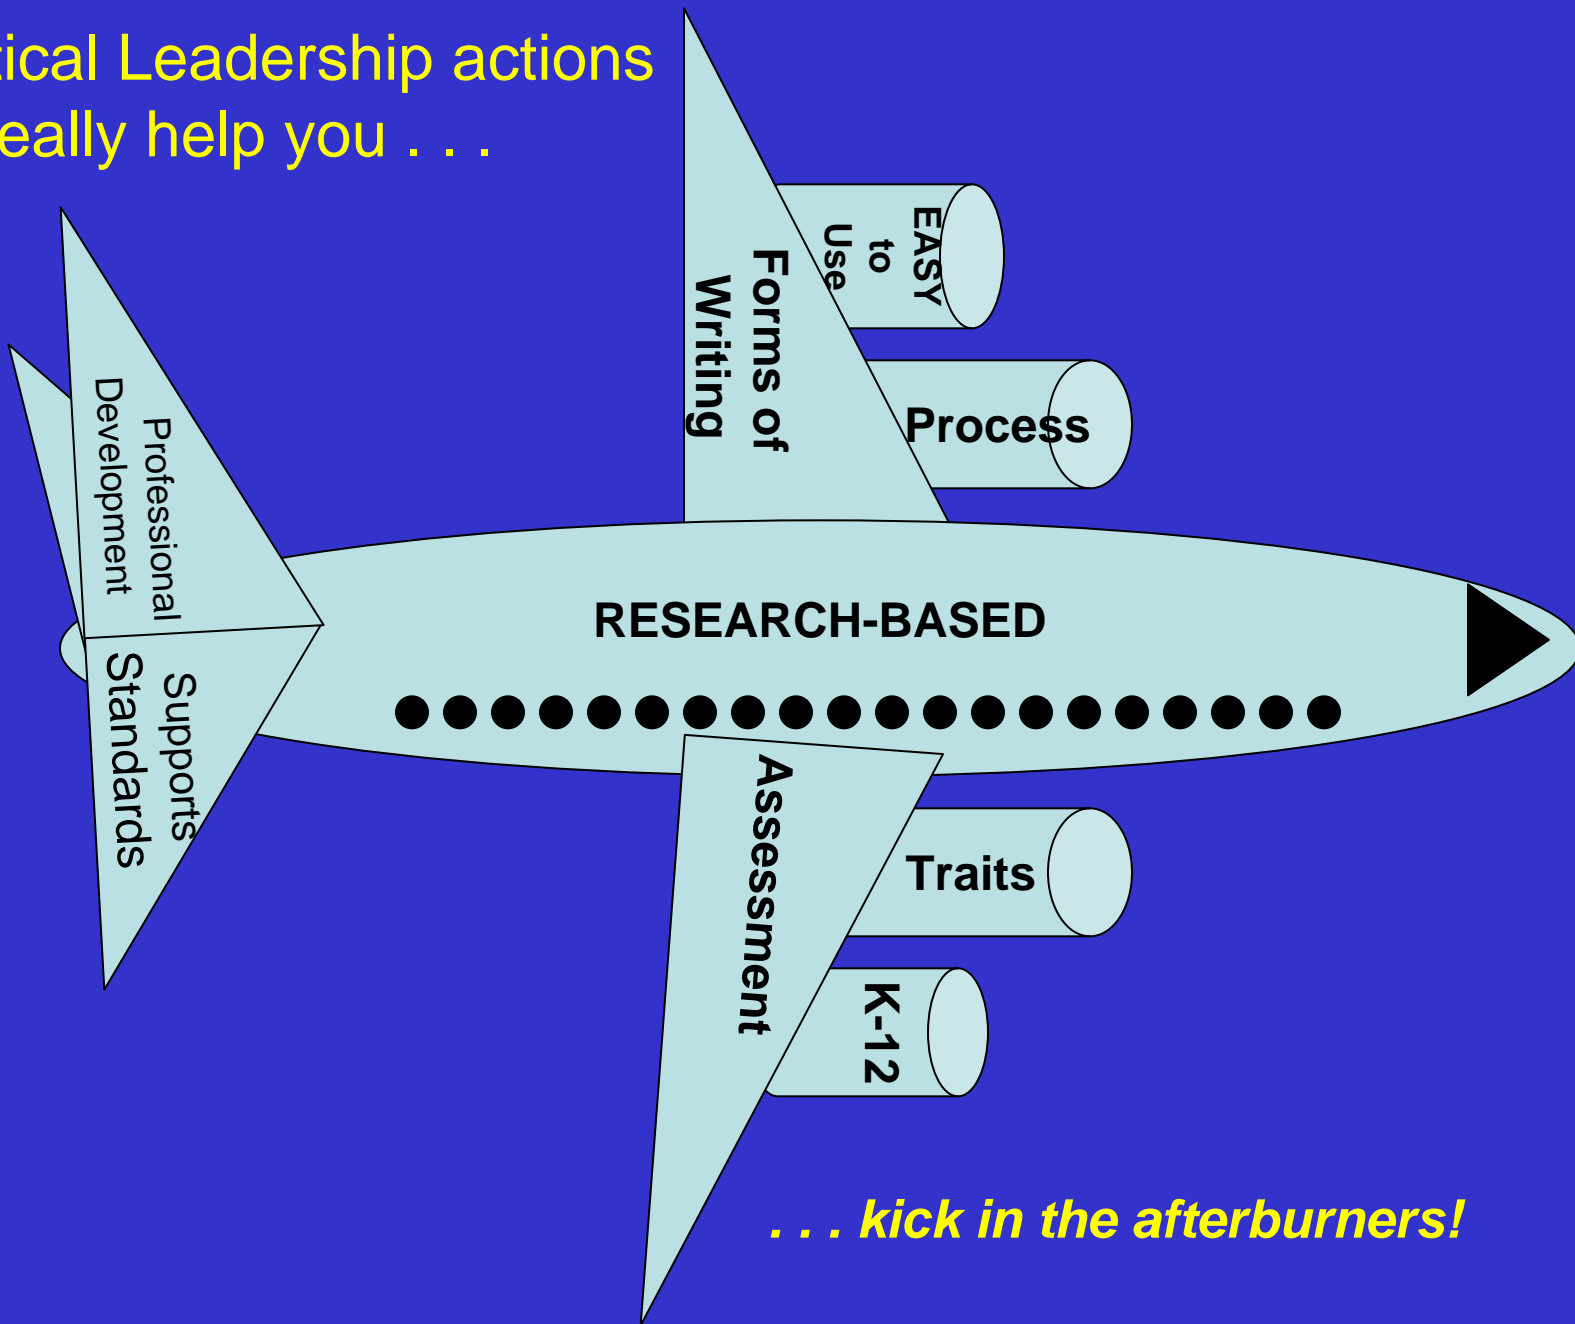 tical Leadership actions
eally help you . . .
EASY
to
Use
Forms of
Writing
Process
Professional
Development
RESEARCH-BASED
Supports
Standards
Assessment
Traits
K-12
. . . kick in the afterburners!